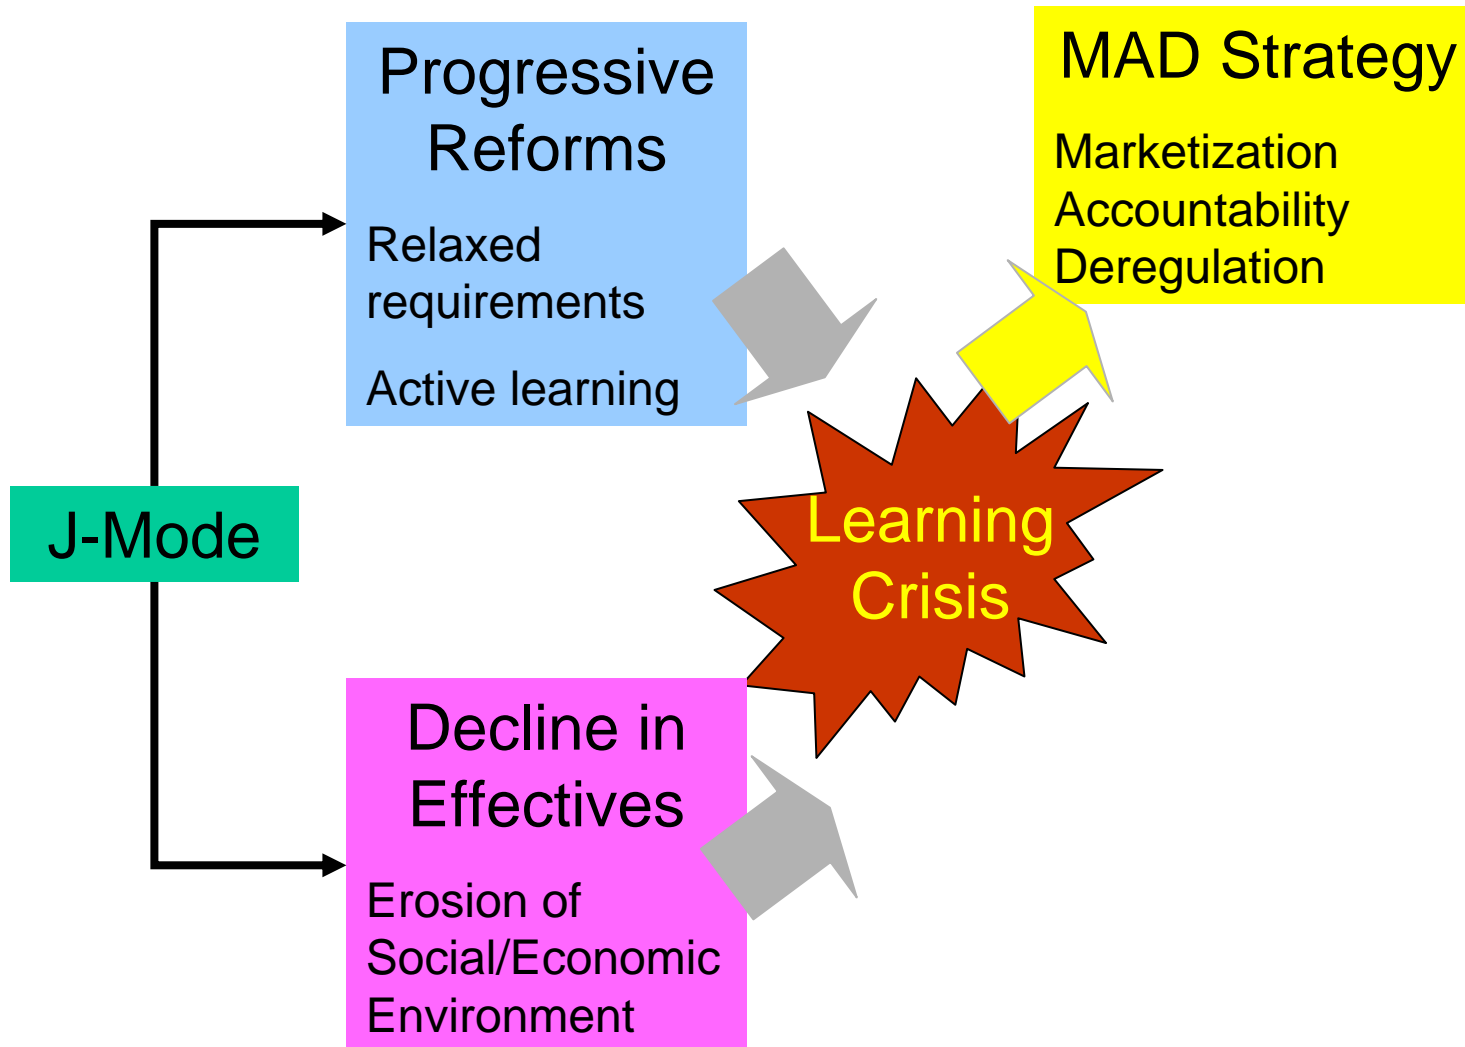 Progressive
Reforms
Relaxed
requirements
Active learning
MAD Strategy
Marketization
Accountability
Deregulation
J-Mode
Learning
Crisis
Decline in
Effectives
Erosion of
Social/Economic
Environment